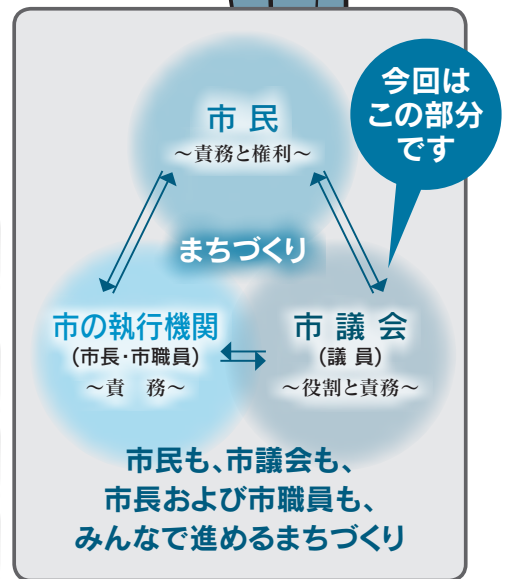 今回は
この部分
です
市 民
～責務と権利～
まちづくり
市の執行機関
(市長・市職員)
～責　務～
市 議 会
(議 員)
～役割と責務～
市民も、市議会も、
市長および市職員も、
みんなで進めるまちづくり